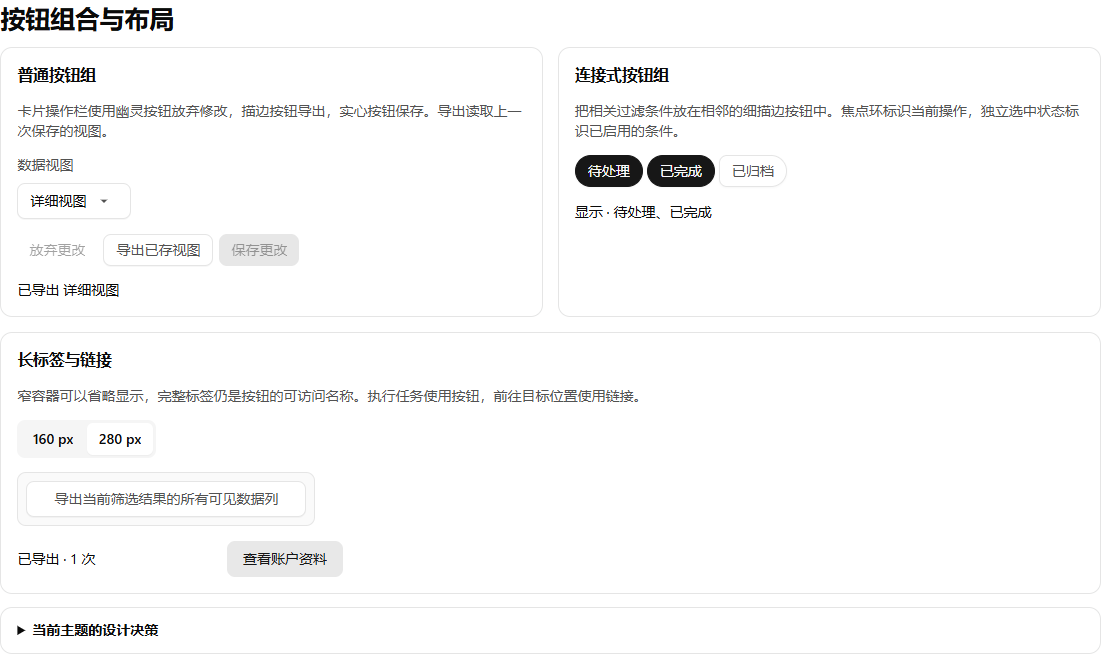 按钮组合与布局
普通按钮组
卡片操作栏使用幽灵按钮放弃修改，描边按钮导出，实心按钮保存。导出读取上一
次保存的视图。
数据视图
详细视图
放弃更改 导出已存视图 保存更改
已导出 详细视图
连接式按钮组
把相关过滤条件放在相邻的细描边按钮中。焦点环标识当前操作，独立选中状态标
识已启用的条件。
待处理 已完成 已归档
显示 · 待处理、已完成
长标签与链接
窄容器可以省略显示，完整标签仍是按钮的可访问名称。执行任务使用按钮，前往目标位置使用链接。
160 px 280 px
导出当前筛选结果的所有可见数据列
已导出 · 1 次 查看账户资料
当前主题的设计决策